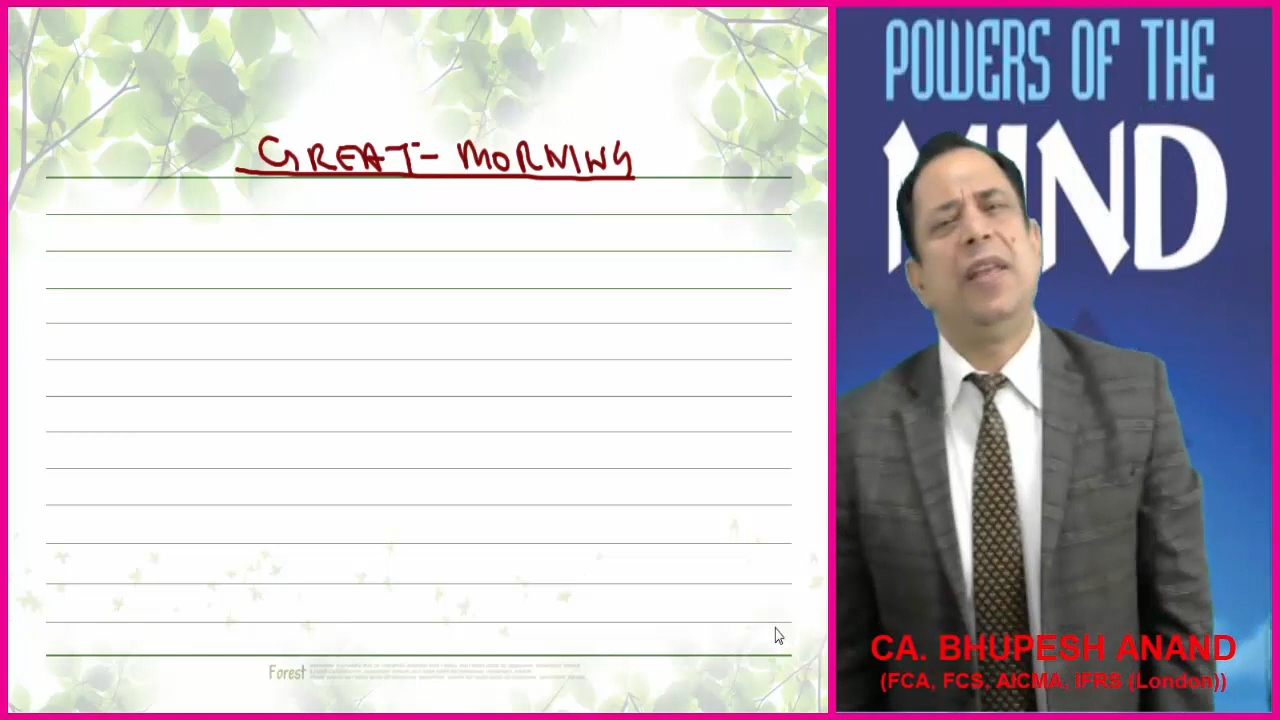 GREAT- MORNING
Forest
POWERS OF THE
MIND
CA. BHUPESH ANAND
(FCA, FCS, AICMA, IFRS (London))